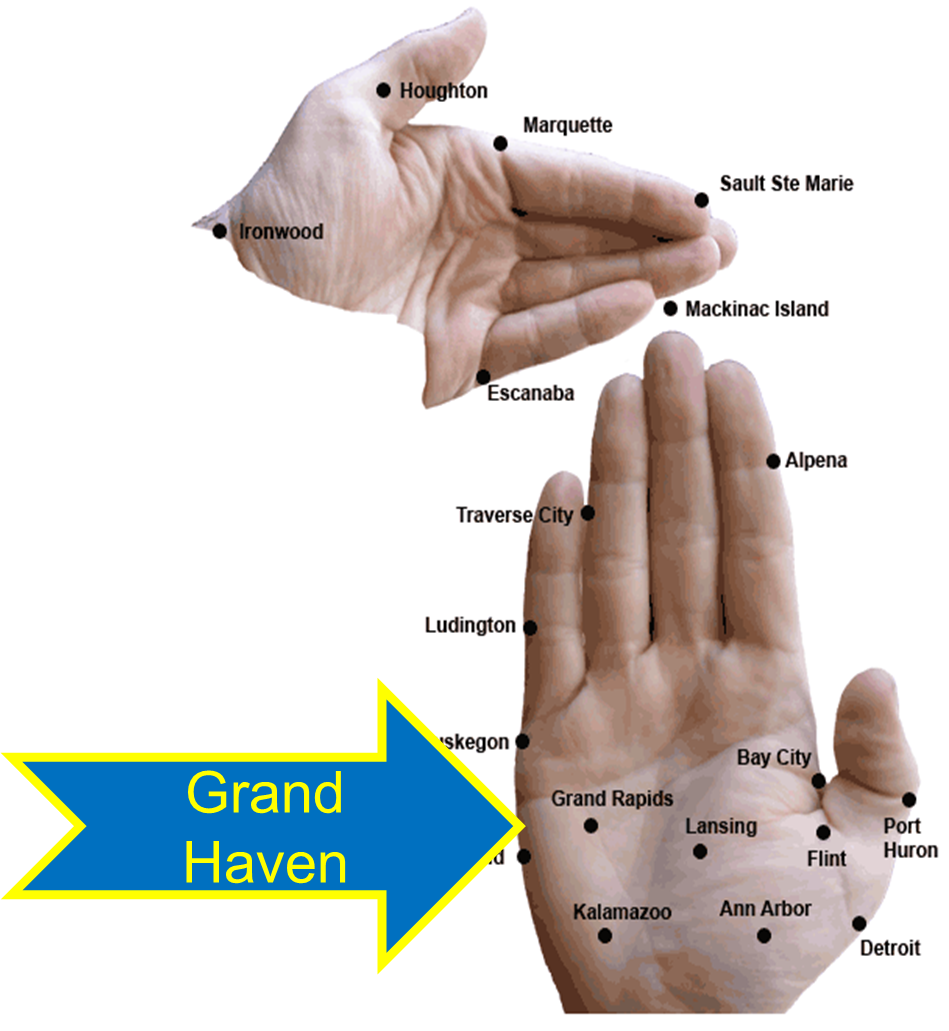 Houghton
Marquette
Sault Ste Marie
Ironwood
Mackinac Island
Escanaba
Alpena
Traverse City
Ludington
uskegon
Bay City
Grand
Haven
Grand Rapids
Lansing
Port
Huron
Flint
d
Kalamazoo
Ann Arbor
Detroit